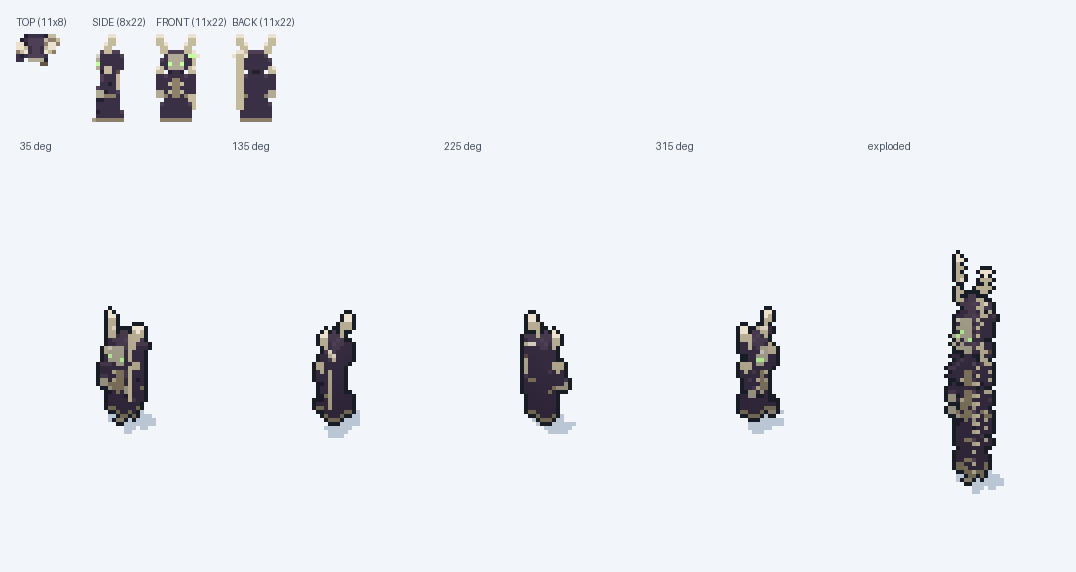 TOP (11x8) SIDE (8x22) FRONT (11x22) BACK (11x22)
35 deg 135 deg 225 deg 315 deg exploded